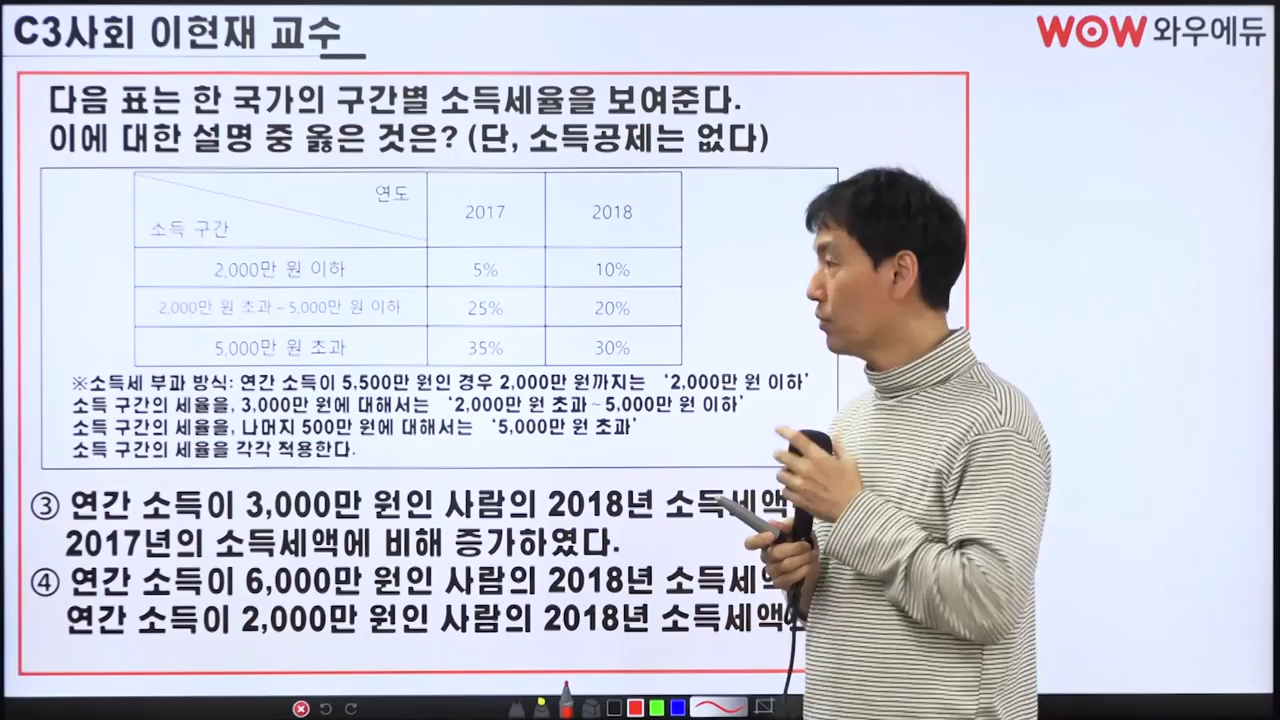 C3사회 이현재 교수
WOW 와우에듀
다음 표는 한 국가의 구간별 소득세율을 보여준다.
이에 대한 설명 중 옳은 것은? (단, 소득공제는 없다)
연도
소득 구간
2017
2018
2,000만 원 이하 5% 10%
2,000만 원 초과~5,000만 원 이하 25% 20%
5,000만 원 초과 35% 30%
※소득세 부과 방식: 연간 소득이 5,500만 원인 경우 2,000만 원까지는 ‘2,000만 원 이하’
소득 구간의 세율을, 3,000만 원에 대해서는 ‘2,000만 원 초과~5,000만 원 이하’
소득 구간의 세율을, 나머지 500만 원에 대해서는 ‘5,000만 원 초과’
소득 구간의 세율을 각각 적용한다.
③ 연간 소득이 3,000만 원인 사람의 2018년 소득세액
2017년의 소득세액에 비해 증가하였다.
④ 연간 소득이 6,000만 원인 사람의 2018년
연간 소득이 2,000만 원인 사람의 2018년 소득세액